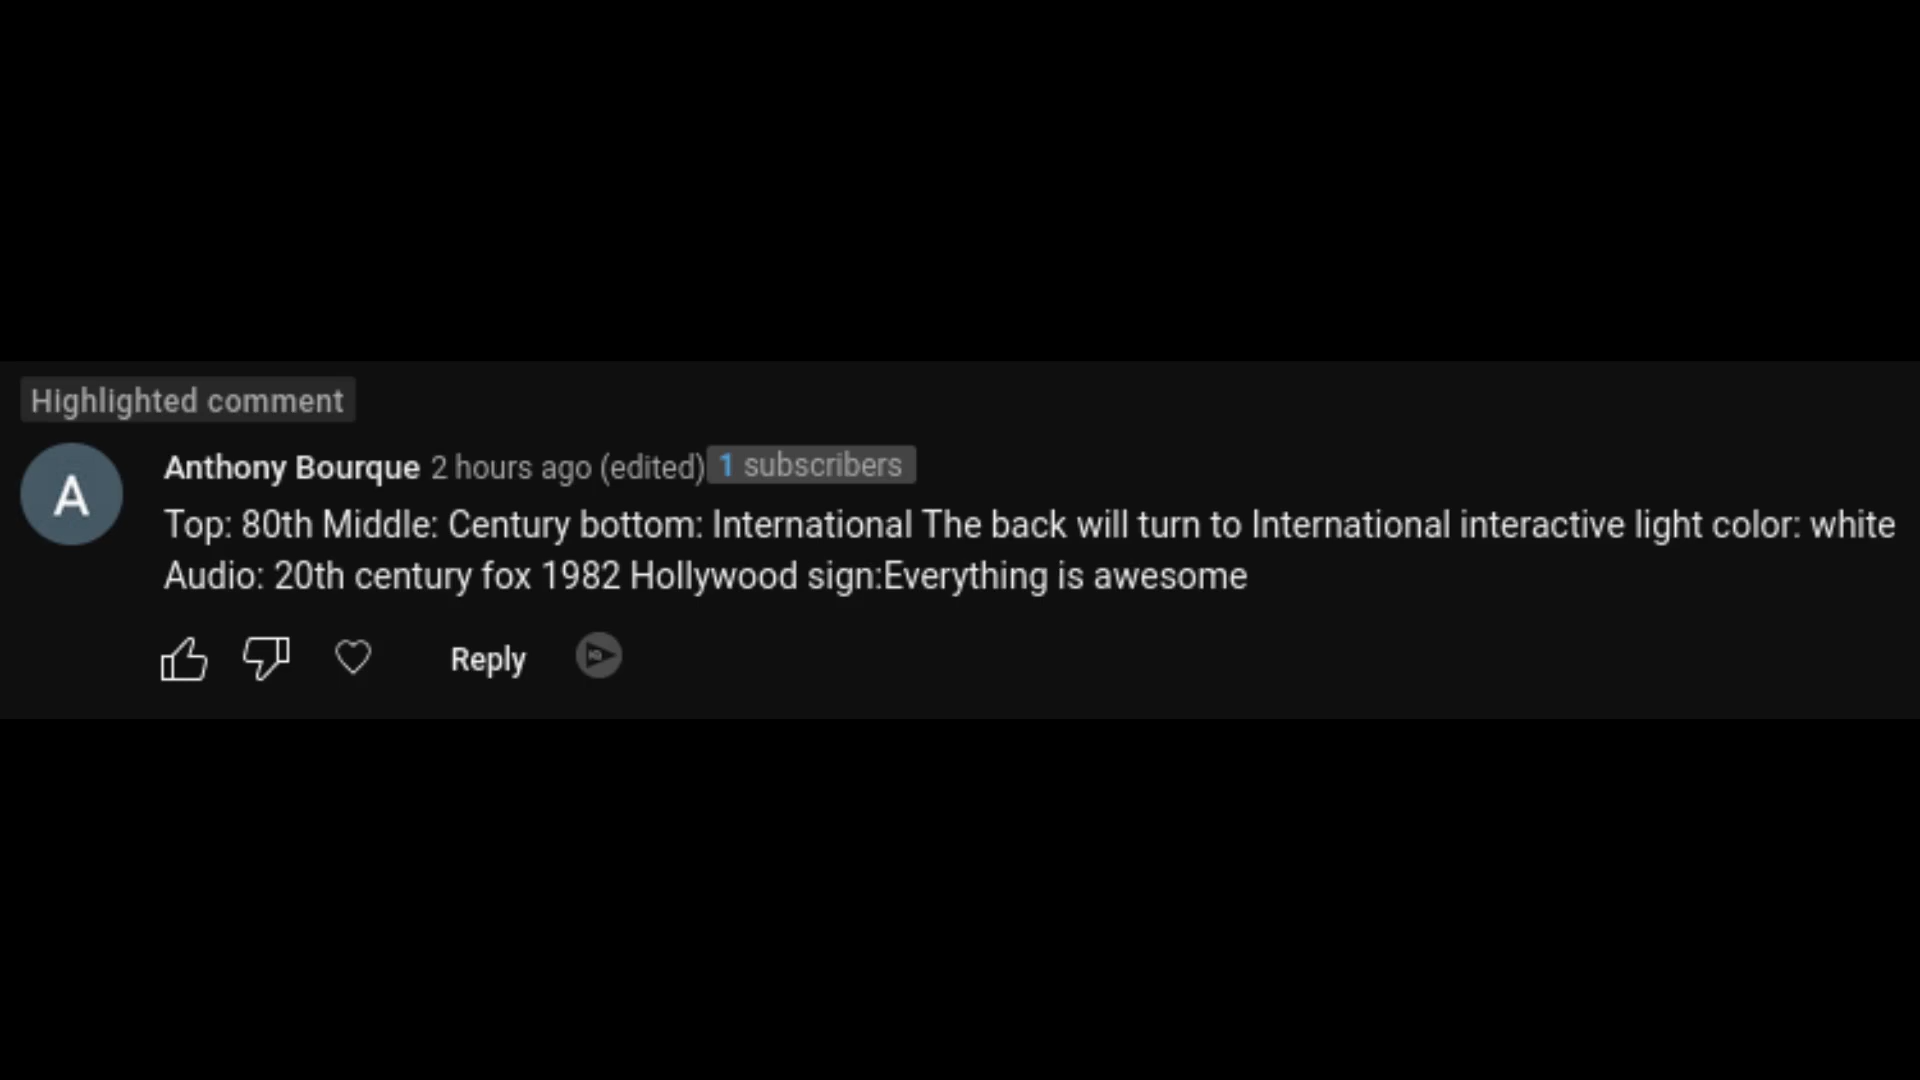 Highlighted comment
A
Anthony Bourque 2 hours ago (edited) 1 subscribers
Top: 80th Middle: Century bottom: International The back will turn to International interactive light color: white
Audio: 20th century fox 1982 Hollywood sign:Everything is awesome
Reply